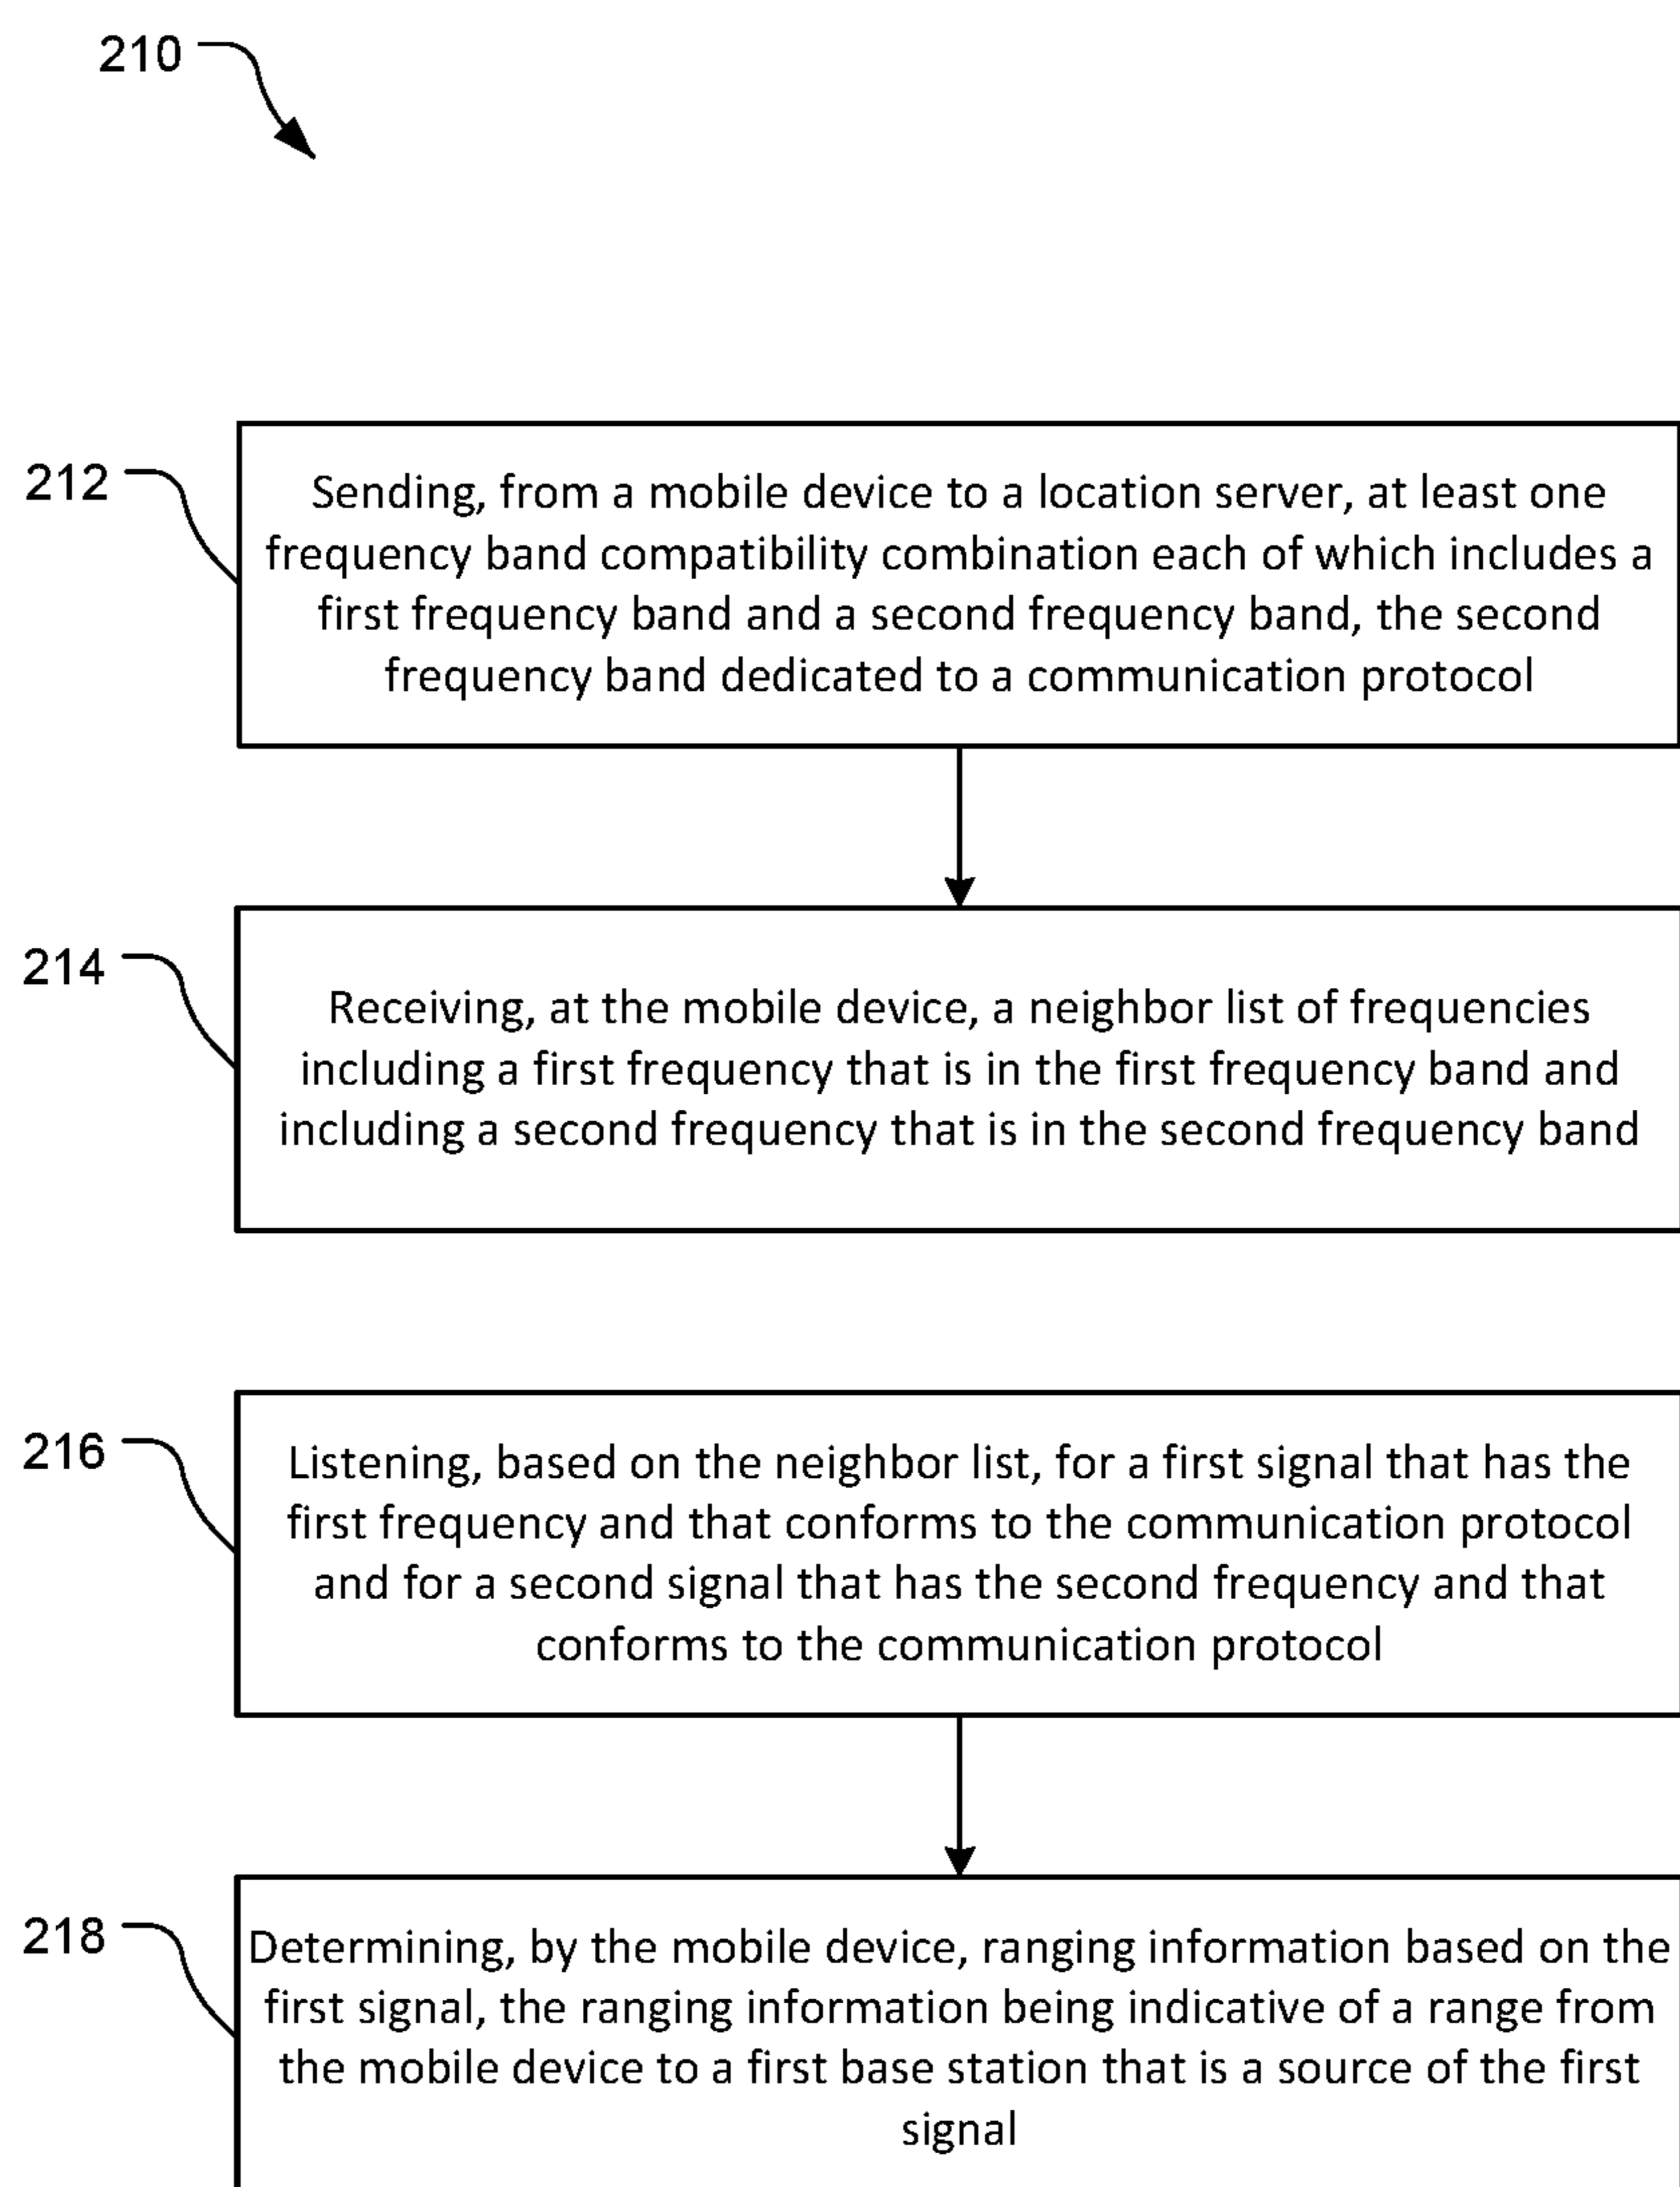 210
212
Sending, from a mobile device to a location server, at least one
frequency band compatibility combination each of which includes a
first frequency band and a second frequency band, the second
frequency band dedicated to a communication protocol
214
Receiving, at the mobile device, a neighbor list of frequencies
including a first frequency that is in the first frequency band and
including a second frequency that is in the second frequency band
216
Listening, based on the neighbor list, for a first signal that has the
first frequency and that conforms to the communication protocol
and for a second signal that has the second frequency and that
conforms to the communication protocol
218
Determining, by the mobile device, ranging information based on the
first signal, the ranging information being indicative of a range from
the mobile device to a first base station that is a source of the first
signal